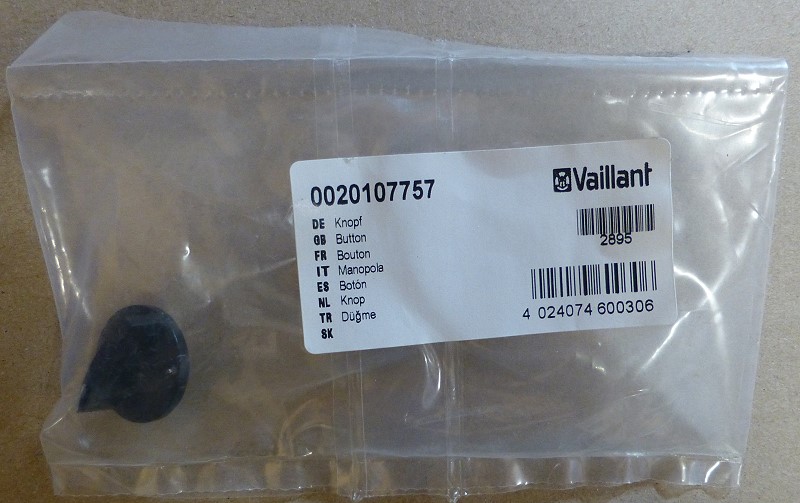 0020107757
Vaillant
DE Knopf
GB Button
FR Bouton
IT Manopola
ES Botón
NL Knop
TR Düğme
SK
2895
4 024074 600306